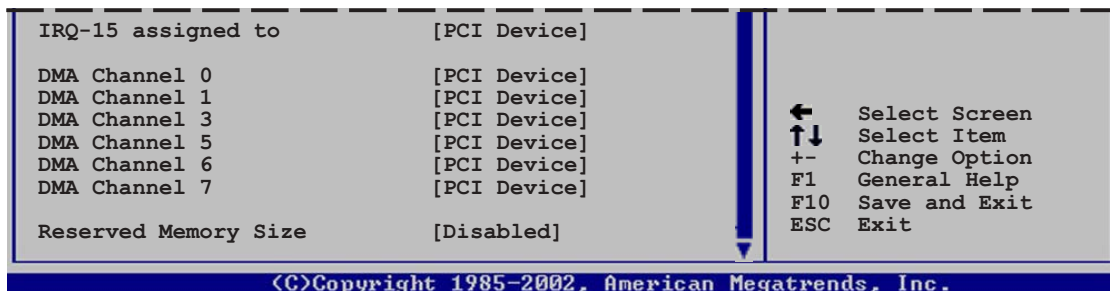 IRQ-15 assigned to [PCI Device]
DMA Channel 0 [PCI Device]
DMA Channel 1 [PCI Device]
DMA Channel 3 [PCI Device]
DMA Channel 5 [PCI Device]
DMA Channel 6 [PCI Device]
DMA Channel 7 [PCI Device]
Reserved Memory Size [Disabled]
← Select Screen
↑↓ Select Item
+- Change Option
F1 General Help
F10 Save and Exit
ESC Exit
(C)Copyright 1985-2002, American Megatrends, Inc.